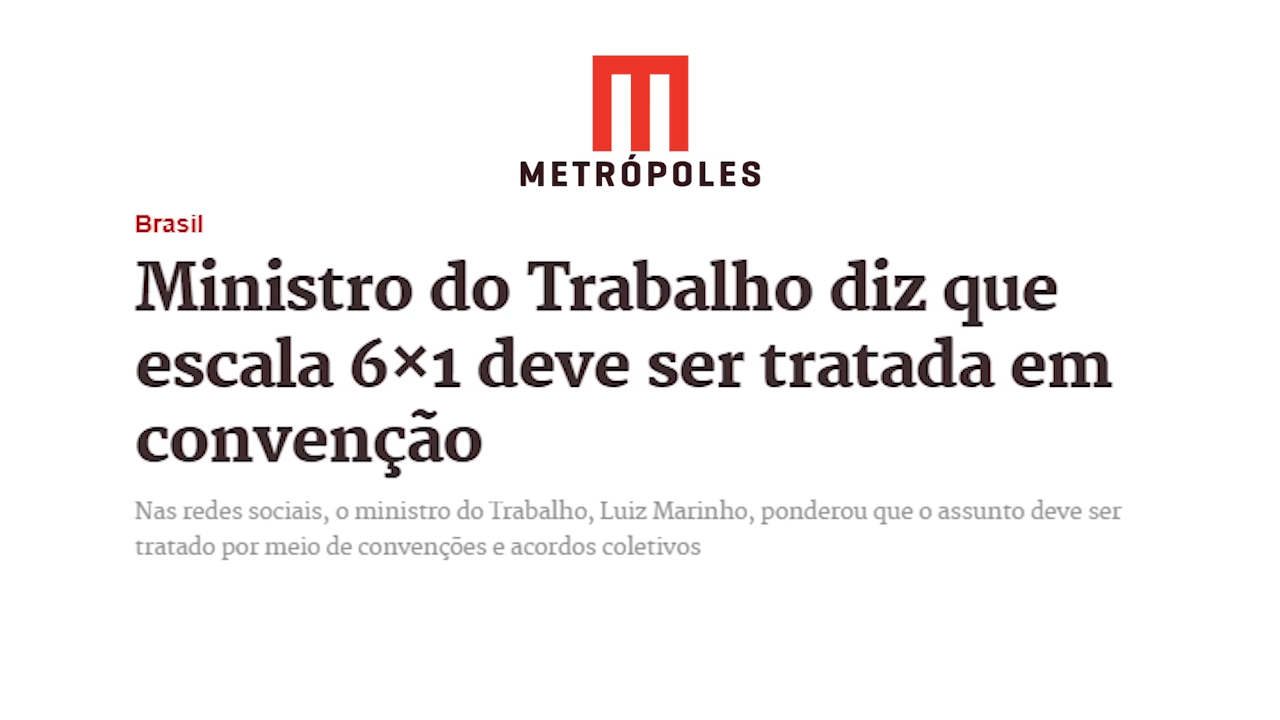 METRÓPOLES
Brasil
Ministro do Trabalho diz que
escala 6×1 deve ser tratada em
convenção
Nas redes sociais, o ministro do Trabalho, Luiz Marinho, ponderou que o assunto deve ser
tratado por meio de convenções e acordos coletivos